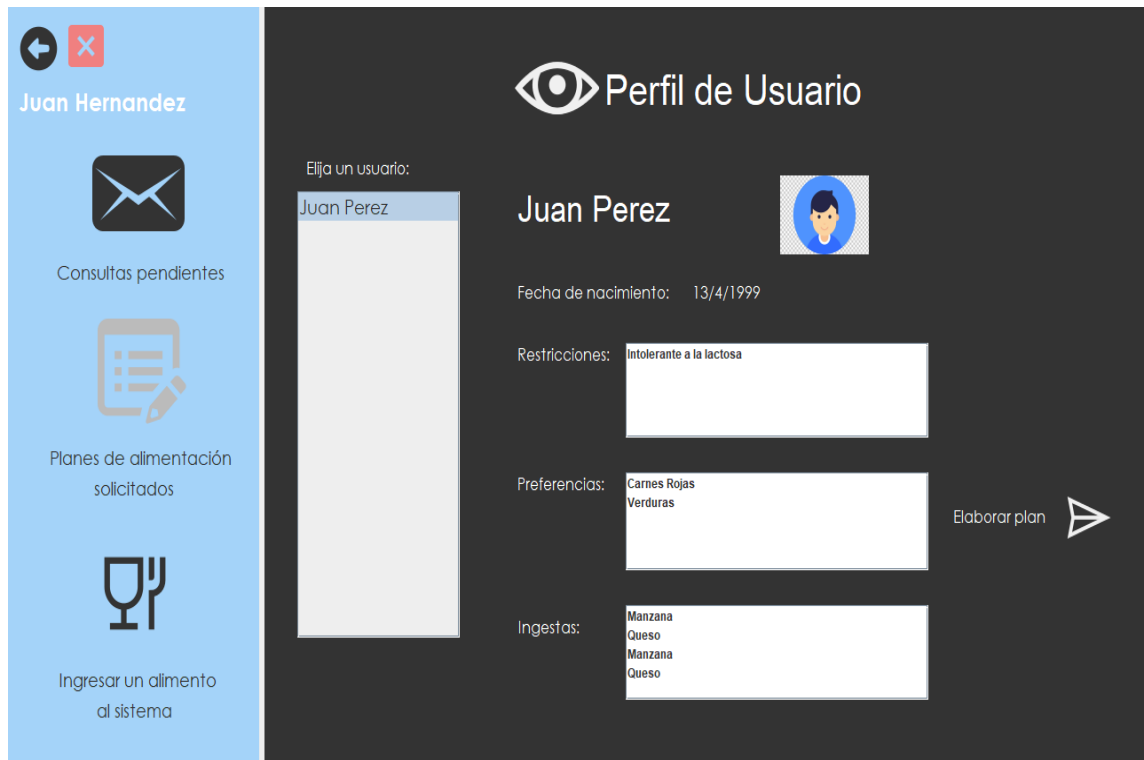 Juan Hernandez
Consultas pendientes
Planes de alimentación
solicitados
Ingresar un alimento
al sistema
Perfil de Usuario
Elija un usuario:
Juan Perez
Juan Perez
Fecha de nacimiento: 13/4/1999
Restricciones:
Intolerante a la lactosa
Preferencias:
Carnes Rojas
Verduras
Elaborar plan
Ingestas:
Manzana
Queso
Manzana
Queso